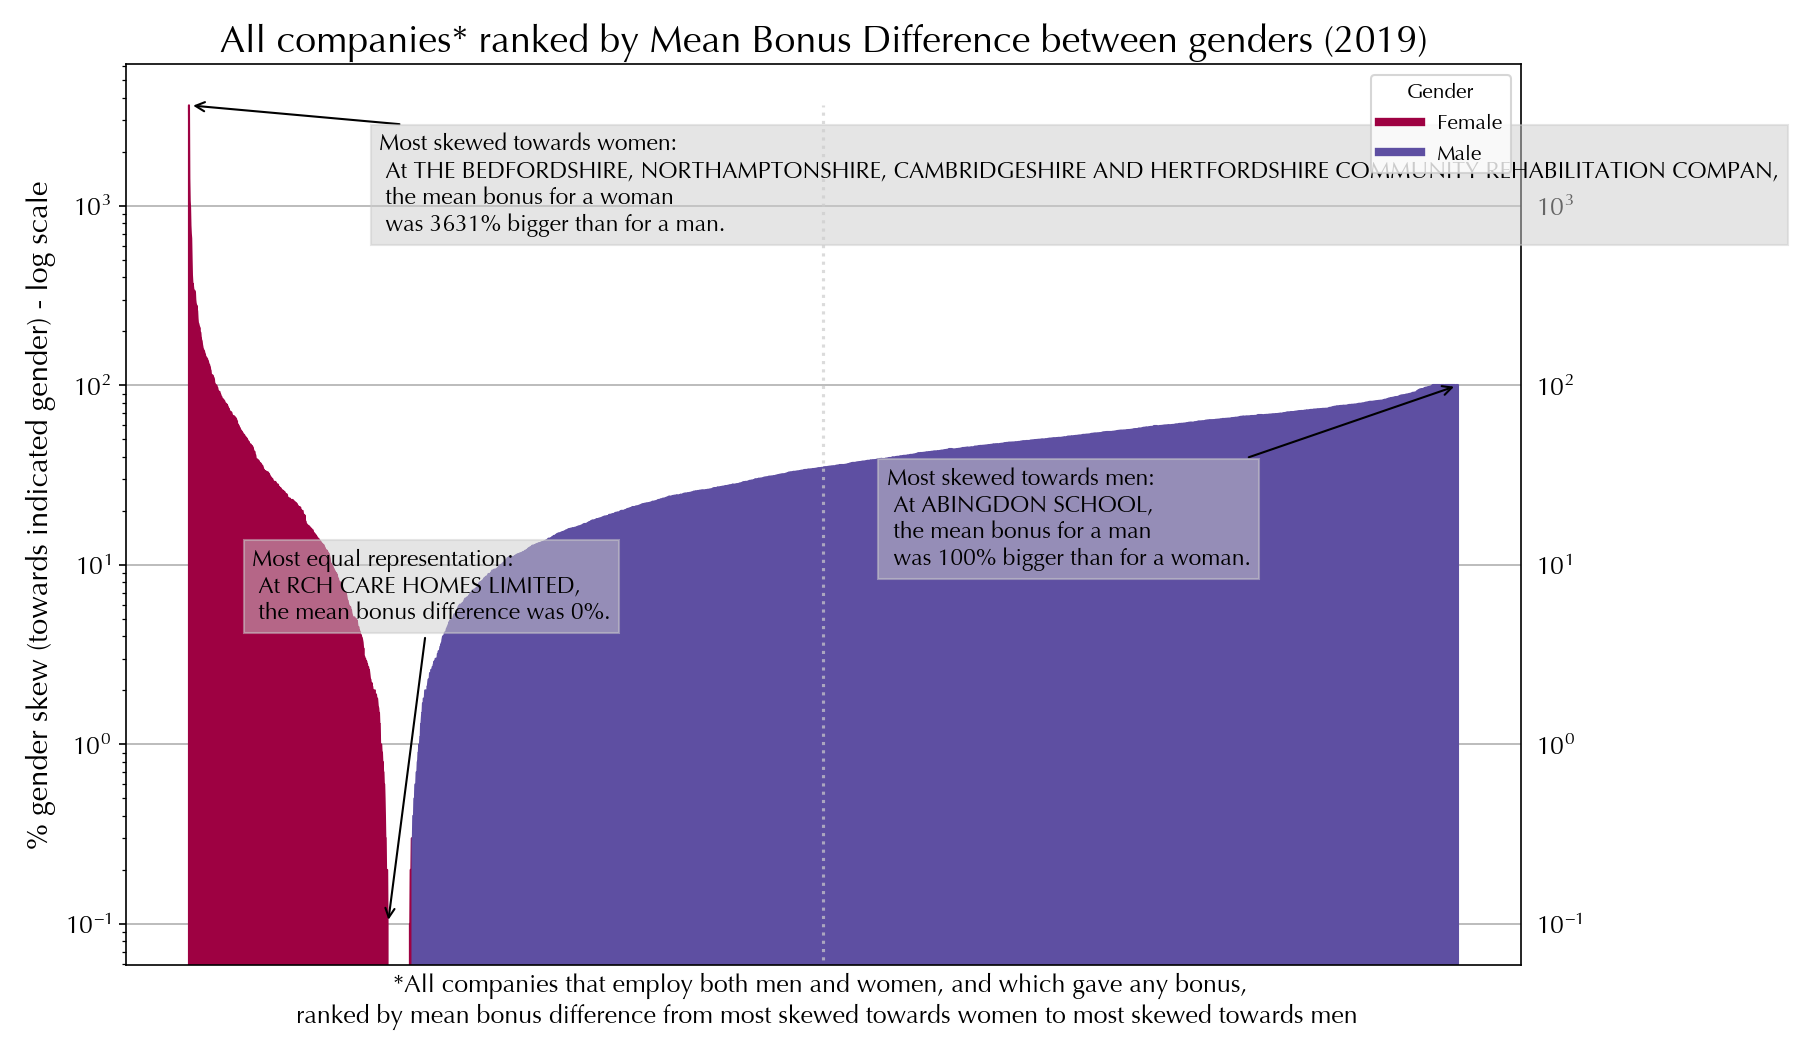 All companies* ranked by Mean Bonus Difference between genders (2019)
% gender skew (towards indicated gender) - log scale
10³
10²
10¹
10⁰
10⁻¹
Gender
Female
Male
Most skewed towards women:
At THE BEDFORDSHIRE, NORTHAMPTONSHIRE, CAMBRIDGESHIRE AND HERTFORDSHIRE COMMUNITY REHABILITATION COMPAN,
the mean bonus for a woman
was 3631% bigger than for a man.
Most skewed towards men:
At ABINGDON SCHOOL,
the mean bonus for a man
was 100% bigger than for a woman.
Most equal representation:
At RCH CARE HOMES LIMITED,
the mean bonus difference was 0%.
10³
10²
10¹
10⁰
10⁻¹
*All companies that employ both men and women, and which gave any bonus,
ranked by mean bonus difference from most skewed towards women to most skewed towards men